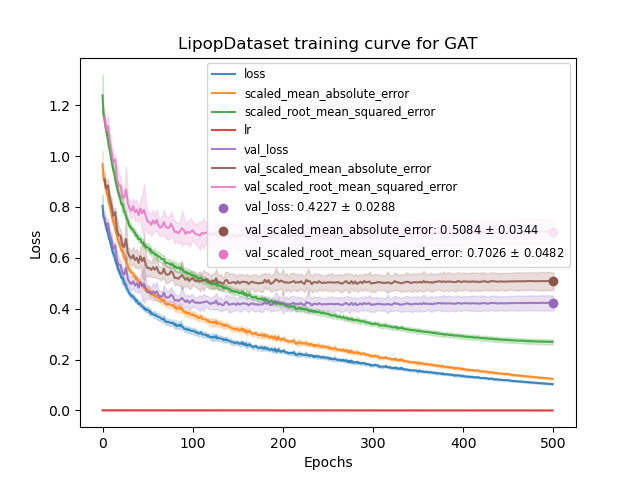 LipopDataset training curve for GAT
loss
scaled_mean_absolute_error
scaled_root_mean_squared_error
lr
val_loss
val_scaled_mean_absolute_error
val_scaled_root_mean_squared_error
val_loss: 0.4227 ± 0.0288
val_scaled_mean_absolute_error: 0.5084 ± 0.0344
val_scaled_root_mean_squared_error: 0.7026 ± 0.0482
Loss
1.2
1.0
0.8
0.6
0.4
0.2
0.0
0 100 200 300 400 500
Epochs